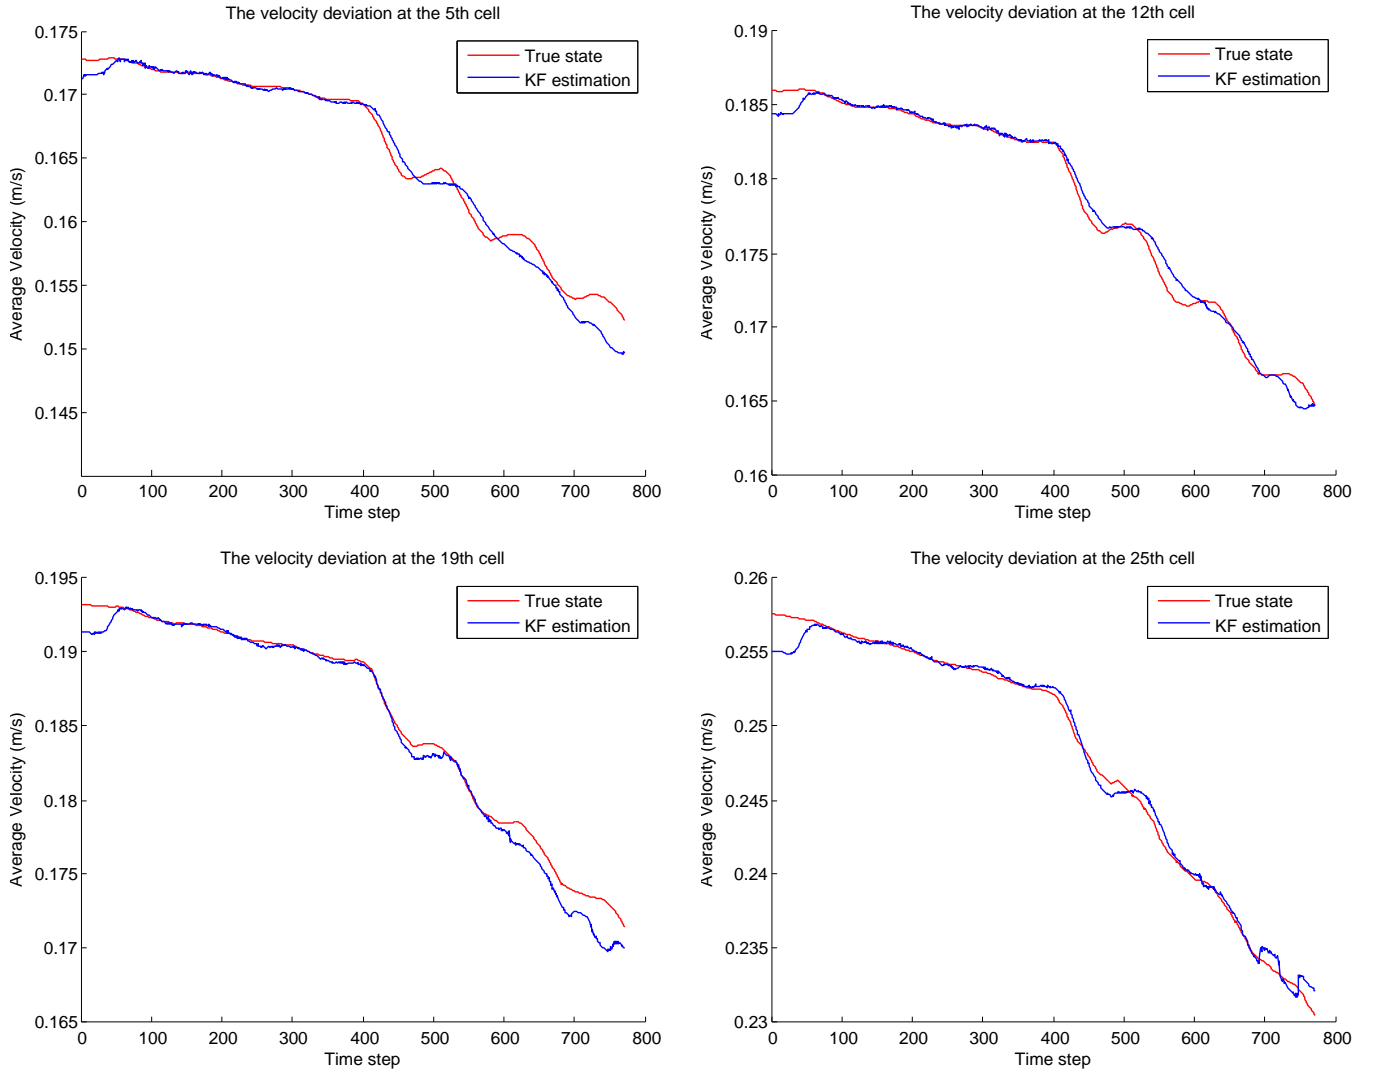 The velocity deviation at the 5th cell
0.175
0.17
0.165
0.16
0.155
0.15
0.145
Average Velocity (m/s)
True state
KF estimation
0 100 200 300 400 500 600 700 800
Time step
The velocity deviation at the 12th cell
0.19
0.185
0.18
0.175
0.17
0.165
0.16
Average Velocity (m/s)
True state
KF estimation
0 100 200 300 400 500 600 700 800
Time step
The velocity deviation at the 19th cell
0.195
0.19
0.185
0.18
0.175
0.17
0.165
Average Velocity (m/s)
True state
KF estimation
0 100 200 300 400 500 600 700 800
Time step
The velocity deviation at the 25th cell
0.26
0.255
0.25
0.245
0.24
0.235
0.23
Average Velocity (m/s)
True state
KF estimation
0 100 200 300 400 500 600 700 800
Time step